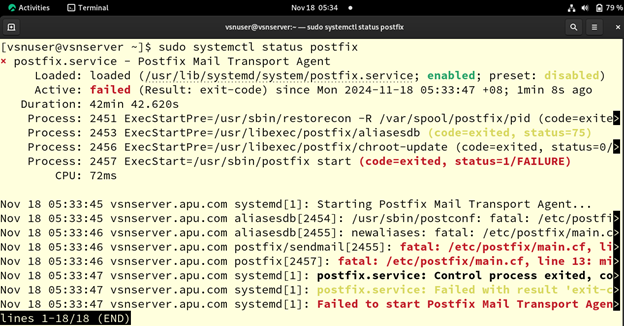 Activities Terminal Nov 18 05:34 79 %
vsnuser@vsnserver:~ — sudo systemctl status postfix
[vsnuser@vsnserver ~]$ sudo systemctl status postfix
× postfix.service - Postfix Mail Transport Agent
Loaded: loaded (/usr/lib/systemd/system/postfix.service; enabled; preset: disabled)
Active: failed (Result: exit-code) since Mon 2024-11-18 05:33:47 +08; 1min 8s ago
Duration: 42min 42.620s
Process: 2451 ExecStartPre=/usr/sbin/restorecon -R /var/spool/postfix/pid (code=exite>
Process: 2453 ExecStartPre=/usr/libexec/postfix/aliasesdb (code=exited, status=75)
Process: 2456 ExecStartPre=/usr/libexec/postfix/chroot-update (code=exited, status=0/>
Process: 2457 ExecStart=/usr/sbin/postfix start (code=exited, status=1/FAILURE)
CPU: 72ms
Nov 18 05:33:45 vsnserver.apu.com systemd[1]: Starting Postfix Mail Transport Agent...
Nov 18 05:33:45 vsnserver.apu.com aliasesdb[2454]: /usr/sbin/postconf: fatal: /etc/postfi>
Nov 18 05:33:46 vsnserver.apu.com aliasesdb[2455]: newaliases: fatal: /etc/postfix/main.c>
Nov 18 05:33:46 vsnserver.apu.com postfix/sendmail[2455]: fatal: /etc/postfix/main.cf, li>
Nov 18 05:33:46 vsnserver.apu.com postfix[2457]: fatal: /etc/postfix/main.cf, line 13: mi>
Nov 18 05:33:47 vsnserver.apu.com systemd[1]: postfix.service: Control process exited, co>
Nov 18 05:33:47 vsnserver.apu.com systemd[1]: postfix.service: Failed with result 'exit-c>
Nov 18 05:33:47 vsnserver.apu.com systemd[1]: Failed to start Postfix Mail Transport Agen>
lines 1-18/18 (END)